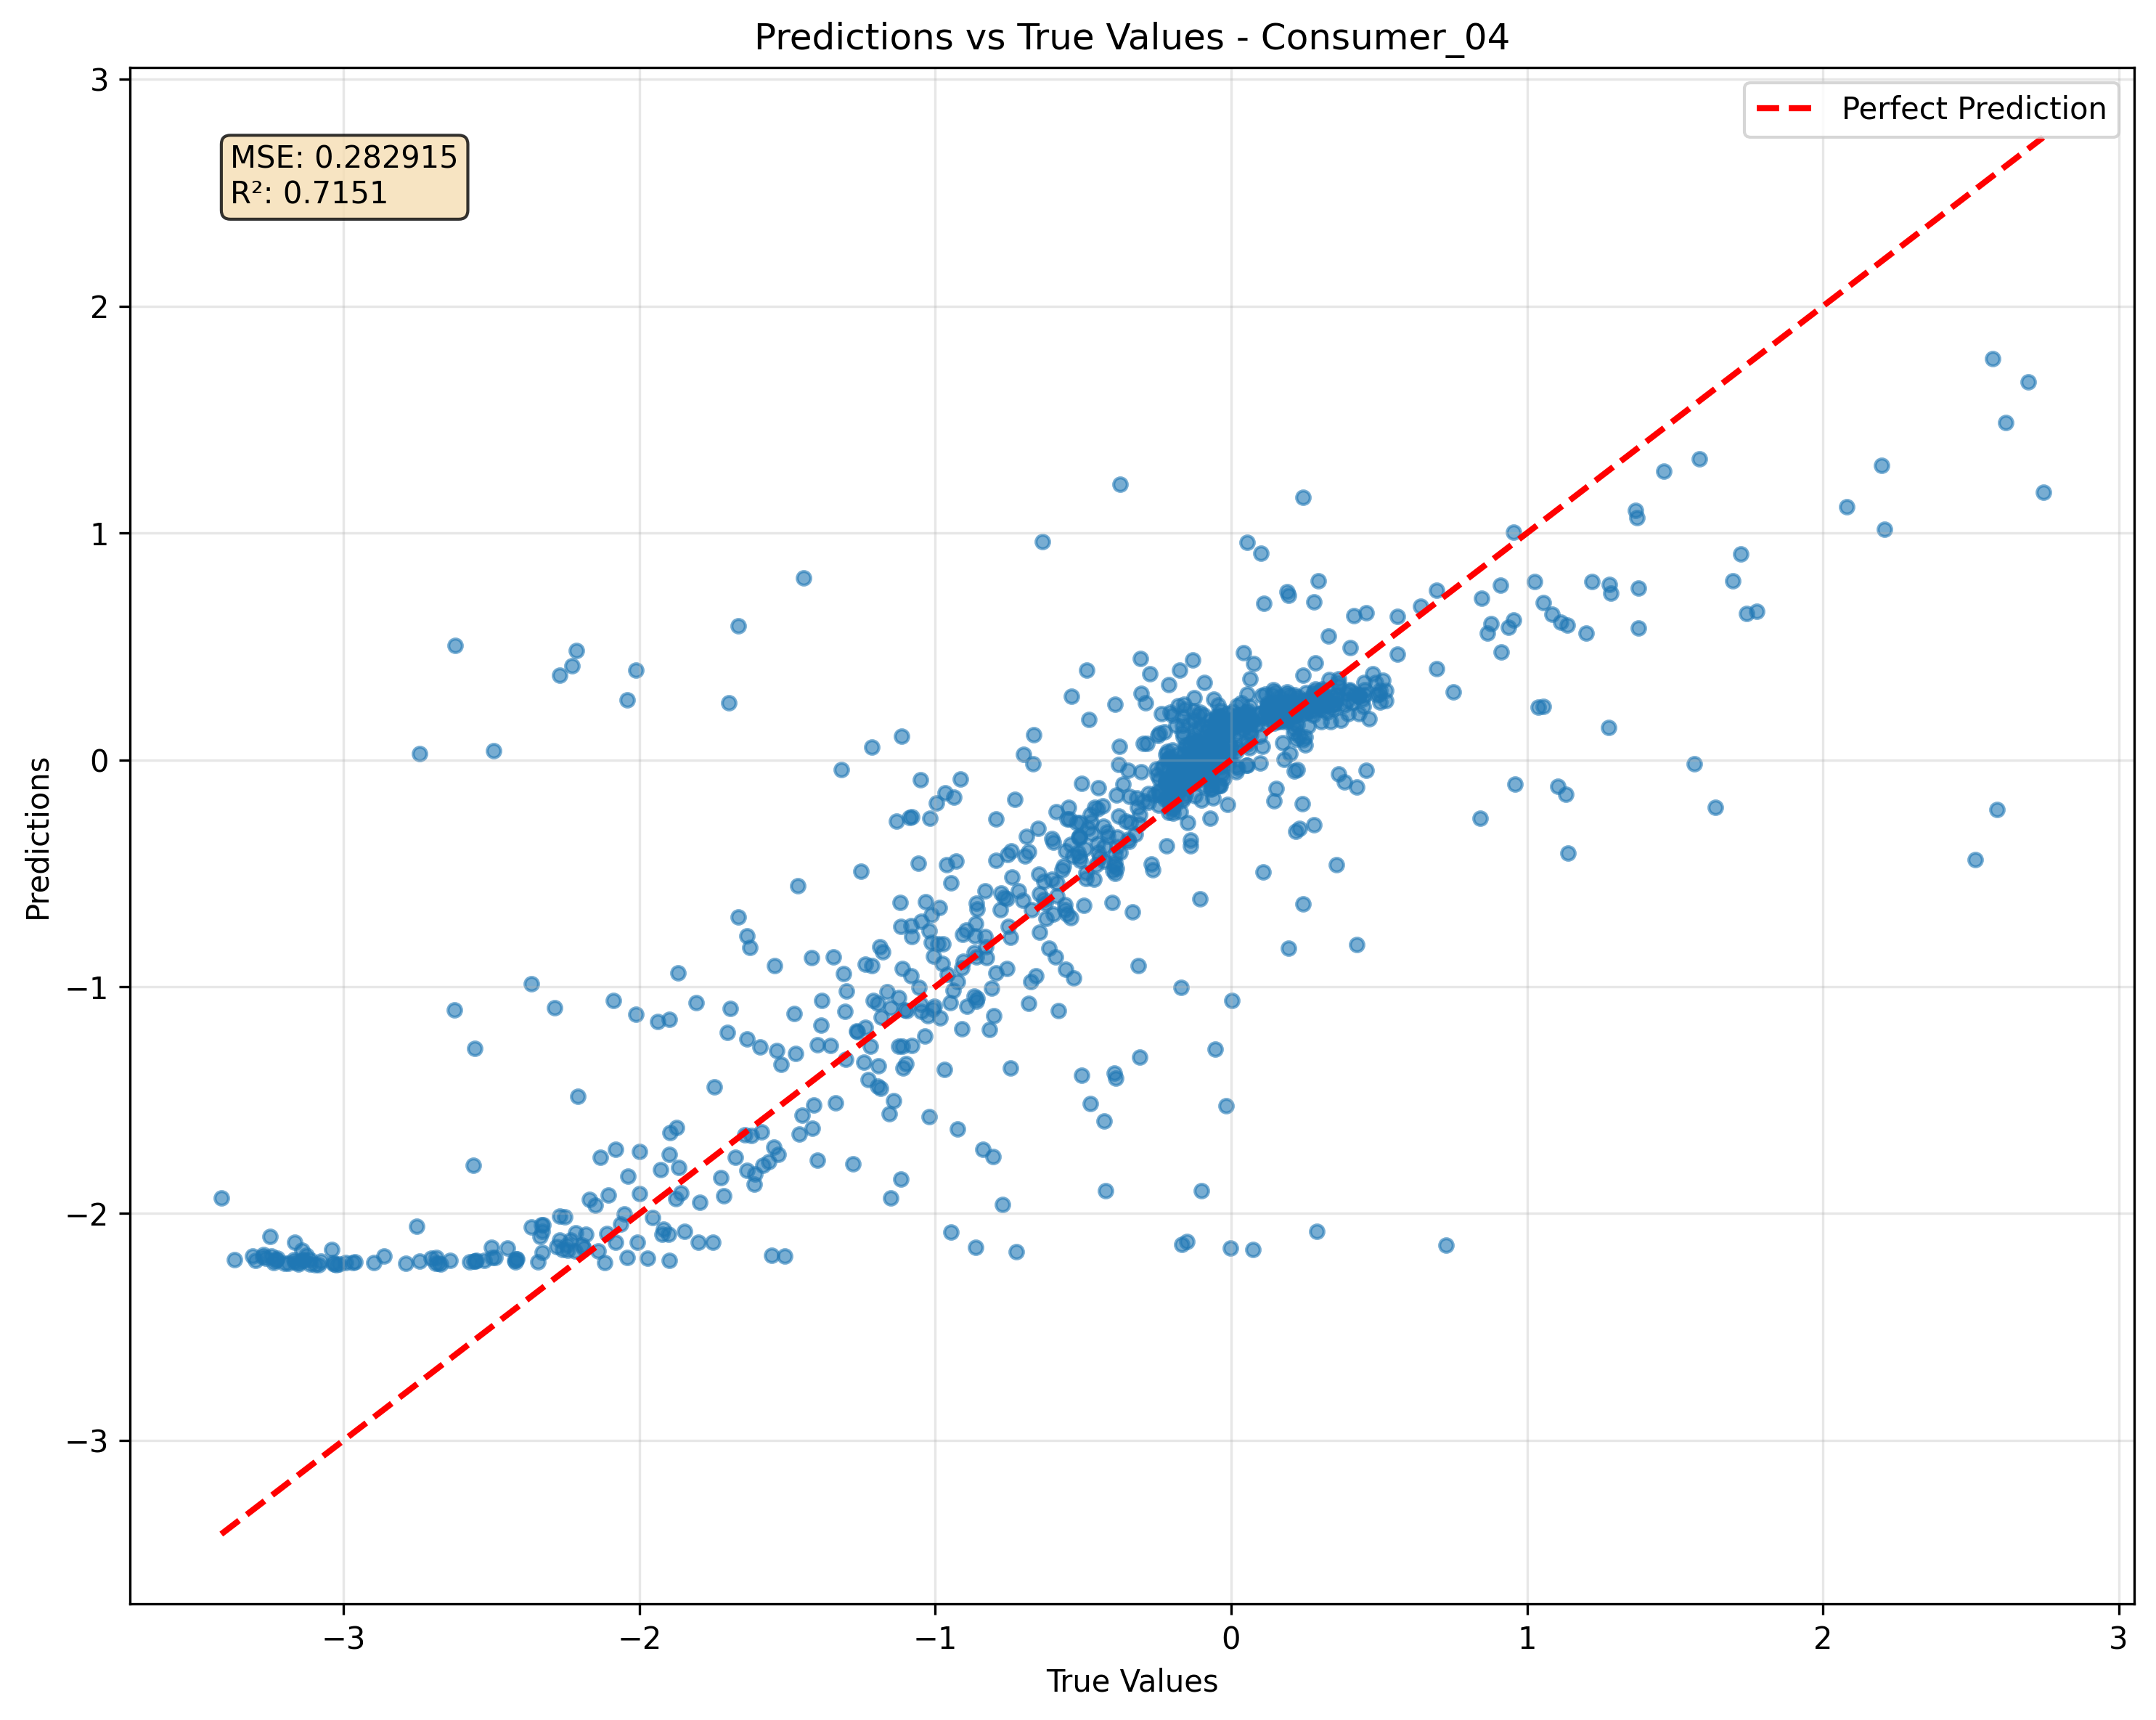 Predictions vs True Values - Consumer_04
3
Perfect Prediction
MSE: 0.282915
R²: 0.7151
2
1
0
−1
−2
−3
Predictions
−3 −2 −1 0 1 2 3
True Values